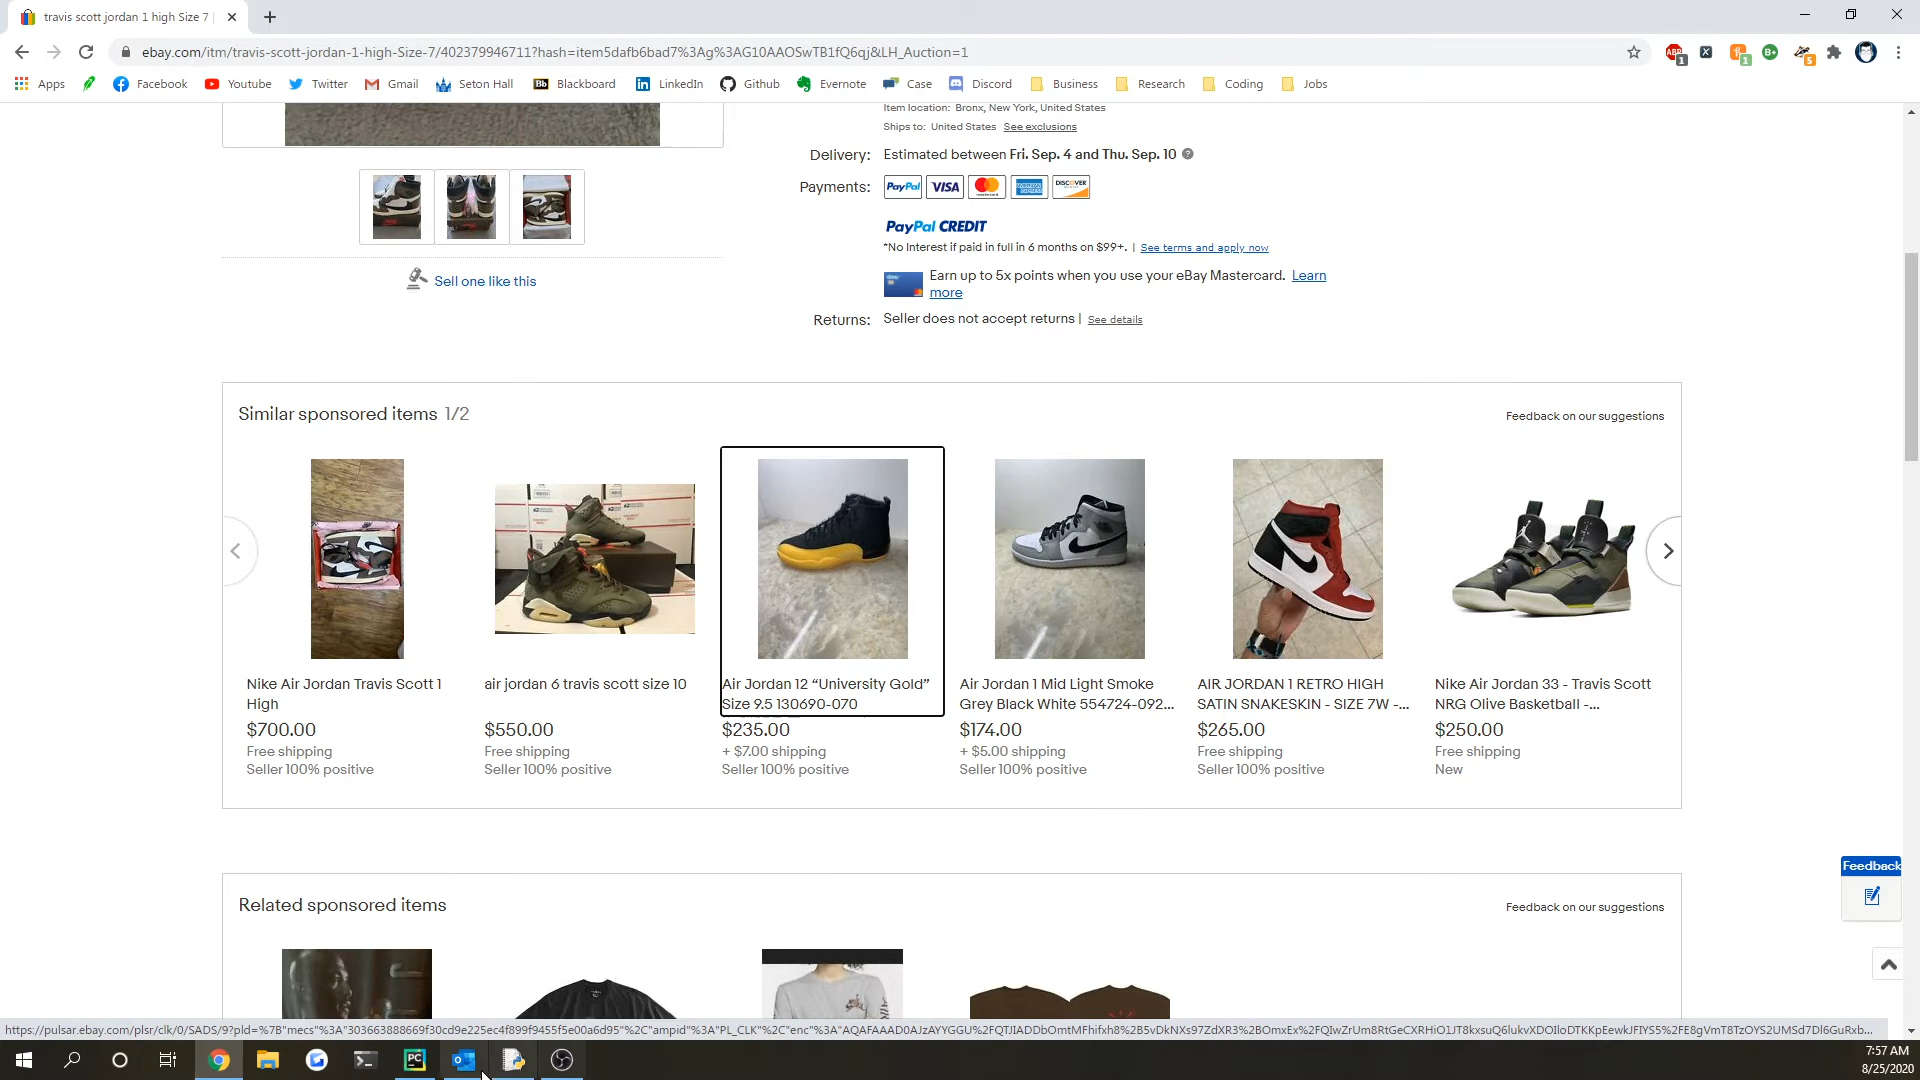 travis scott jordan 1 high Size 7
ebay.com/itm/travis-scott-jordan-1-high-Size-7/402379946711?hash=item5dafb6bad7%3Ag%3AG10AAOSwTB1fQ6qj&LH_Auction=1
Apps Facebook Youtube Twitter Gmail Seton Hall Blackboard LinkedIn Github Evernote Case Discord Business Research Coding Jobs
Item location: Bronx, New York, United States
Ships to: United States See exclusions
Delivery: Estimated between Fri. Sep. 4 and Thu. Sep. 10
Payments: PayPal VISA MasterCard AMERICAN EXPRESS DISCOVER
PayPal CREDIT
*No Interest if paid in full in 6 months on $99+. | See terms and apply now
Earn up to 5x points when you use your eBay Mastercard. Learn
more
Sell one like this
Returns: Seller does not accept returns | See details
Similar sponsored items 1/2
Feedback on our suggestions
Nike Air Jordan Travis Scott 1
High
$700.00
Free shipping
Seller 100% positive
air jordan 6 travis scott size 10
$550.00
Free shipping
Seller 100% positive
Air Jordan 12 “University Gold”
Size 9.5 130690-070
$235.00
+ $7.00 shipping
Seller 100% positive
Air Jordan 1 Mid Light Smoke
Grey Black White 554724-092...
$174.00
+ $5.00 shipping
Seller 100% positive
AIR JORDAN 1 RETRO HIGH
SATIN SNAKESKIN - SIZE 7W -...
$265.00
Free shipping
Seller 100% positive
Nike Air Jordan 33 - Travis Scott
NRG Olive Basketball -...
$250.00
Free shipping
New
Feedback
Related sponsored items
Feedback on our suggestions
7:57 AM
8/25/2020